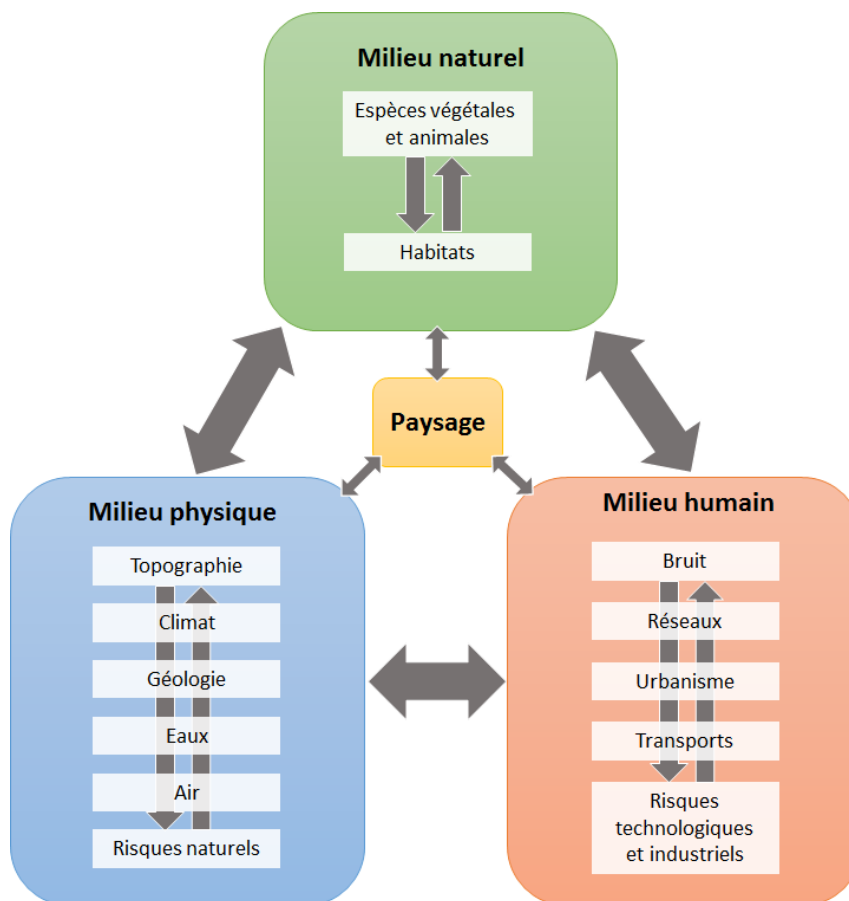 Milieu naturel
Espèces végétales
et animales
Habitats
Paysage
Milieu physique
Topographie
Climat
Géologie
Eaux
Air
Risques naturels
Milieu humain
Bruit
Réseaux
Urbanisme
Transports
Risques
technologiques
et industriels